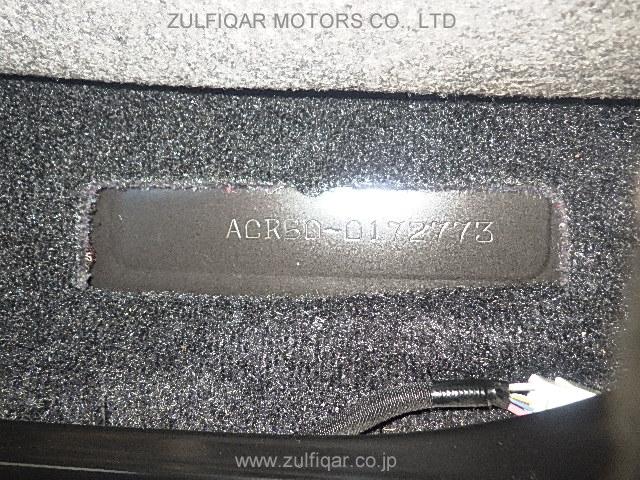 ZULFIQAR MOTORS CO., LTD
ACR50-0172773
www.zulfiqar.co.jp